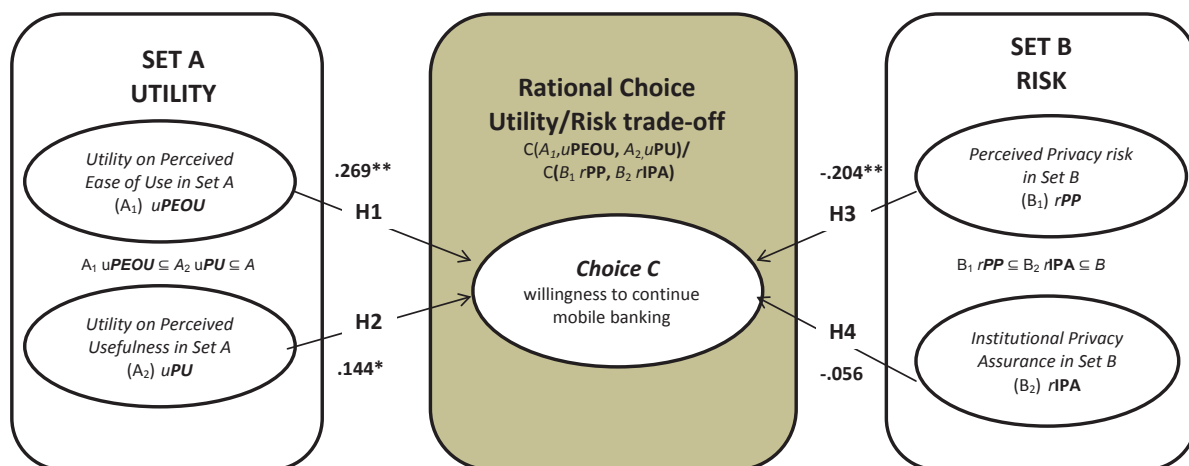 SET A
UTILITY
Utility on Perceived
Ease of Use in Set A
(A₁) uPEOU
A₁ uPEOU ⊆ A₂ uPU ⊆ A
Utility on Perceived
Usefulness in Set A
(A₂) uPU
.269**
H1
H2
.144*
Rational Choice
Utility/Risk trade-off
C(A₁,uPEOU, A₂,uPU)/
C(B₁ rPP, B₂ rIPA)
Choice C
willingness to continue
mobile banking
-.204**
H3
H4
-.056
SET B
RISK
Perceived Privacy risk
in Set B
(B₁) rPP
B₁ rPP ⊆ B₂ rIPA ⊆ B
Institutional Privacy
Assurance in Set B
(B₂) rIPA